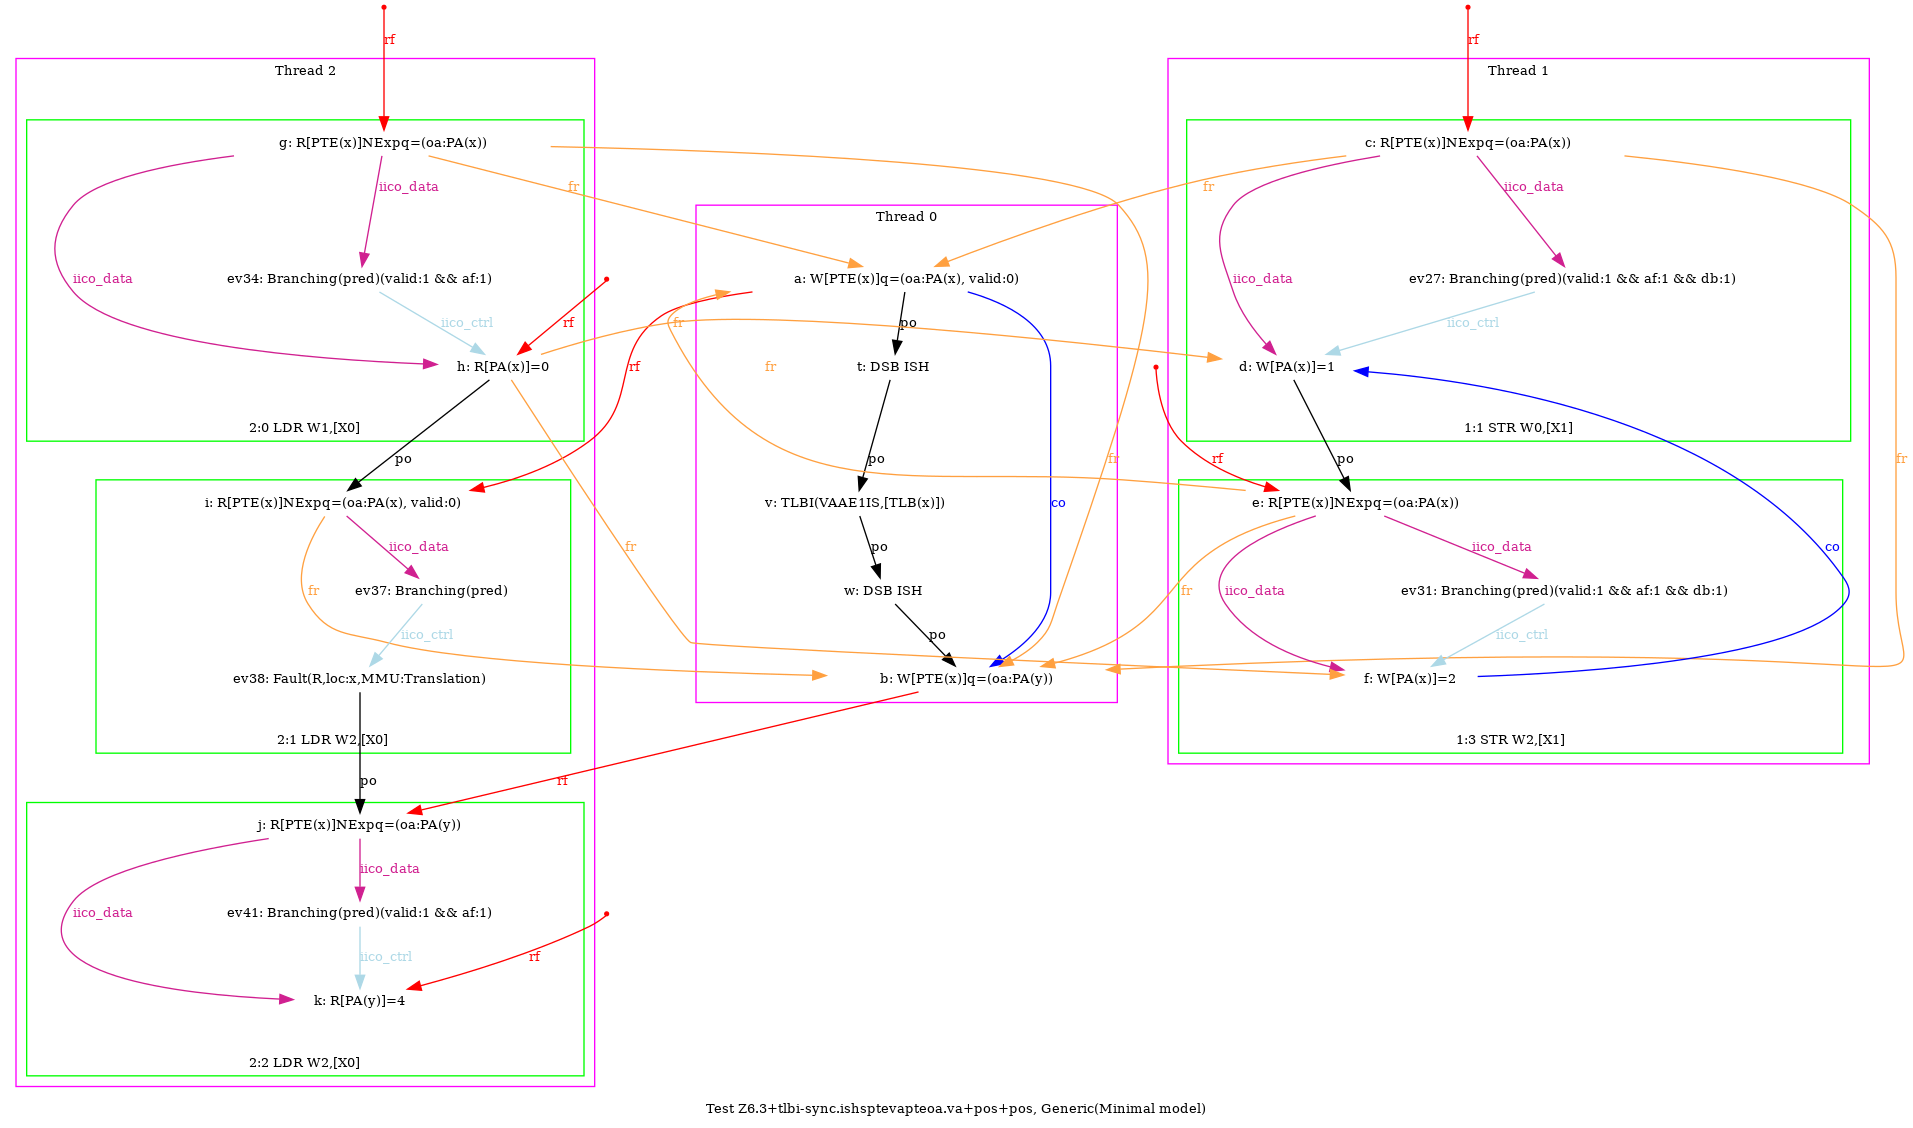 rf
rf
Thread 2
Thread 1
g: R[PTE(x)]NExpq=(oa:PA(x))
c: R[PTE(x)]NExpq=(oa:PA(x))
iico_data
fr
fr
iico_data
Thread 0
iico_data
ev34: Branching(pred)(valid:1 && af:1)
a: W[PTE(x)]q=(oa:PA(x), valid:0)
iico_data
ev27: Branching(pred)(valid:1 && af:1 && db:1)
iico_ctrl
rf
fr
po
iico_ctrl
h: R[PA(x)]=0
rf
fr
t: DSB ISH
d: W[PA(x)]=1
2:0 LDR W1,[X0]
1:1 STR W0,[X1]
po
po
fr
rf
po
fr
i: R[PTE(x)]NExpq=(oa:PA(x), valid:0)
v: TLBI(VAAE1IS,[TLB(x)])
co
e: R[PTE(x)]NExpq=(oa:PA(x))
iico_data
fr
po
iico_data
co
fr
ev37: Branching(pred)
w: DSB ISH
fr
iico_data
ev31: Branching(pred)(valid:1 && af:1 && db:1)
iico_ctrl
po
iico_ctrl
ev38: Fault(R,loc:x,MMU:Translation)
b: W[PTE(x)]q=(oa:PA(y))
f: W[PA(x)]=2
2:1 LDR W2,[X0]
1:3 STR W2,[X1]
po
rf
j: R[PTE(x)]NExpq=(oa:PA(y))
iico_data
iico_data
ev41: Branching(pred)(valid:1 && af:1)
iico_ctrl
rf
k: R[PA(y)]=4
2:2 LDR W2,[X0]
Test Z6.3+tlbi-sync.ishsptevapteoa.va+pos+pos, Generic(Minimal model)